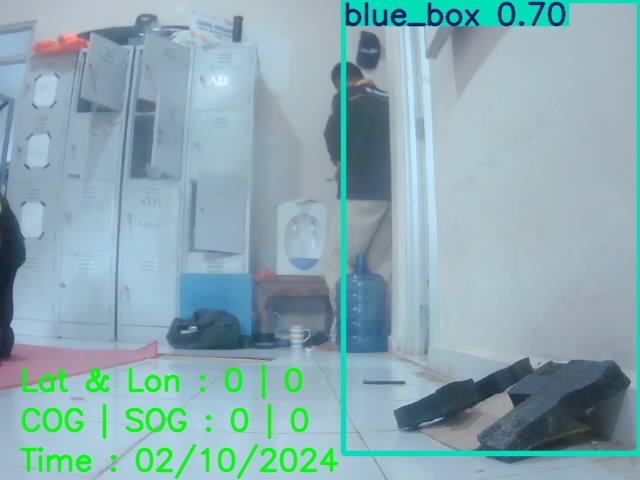 blue_box 0.70
Lat & Lon : 0 | 0
COG | SOG : 0 | 0
Time : 02/10/2024